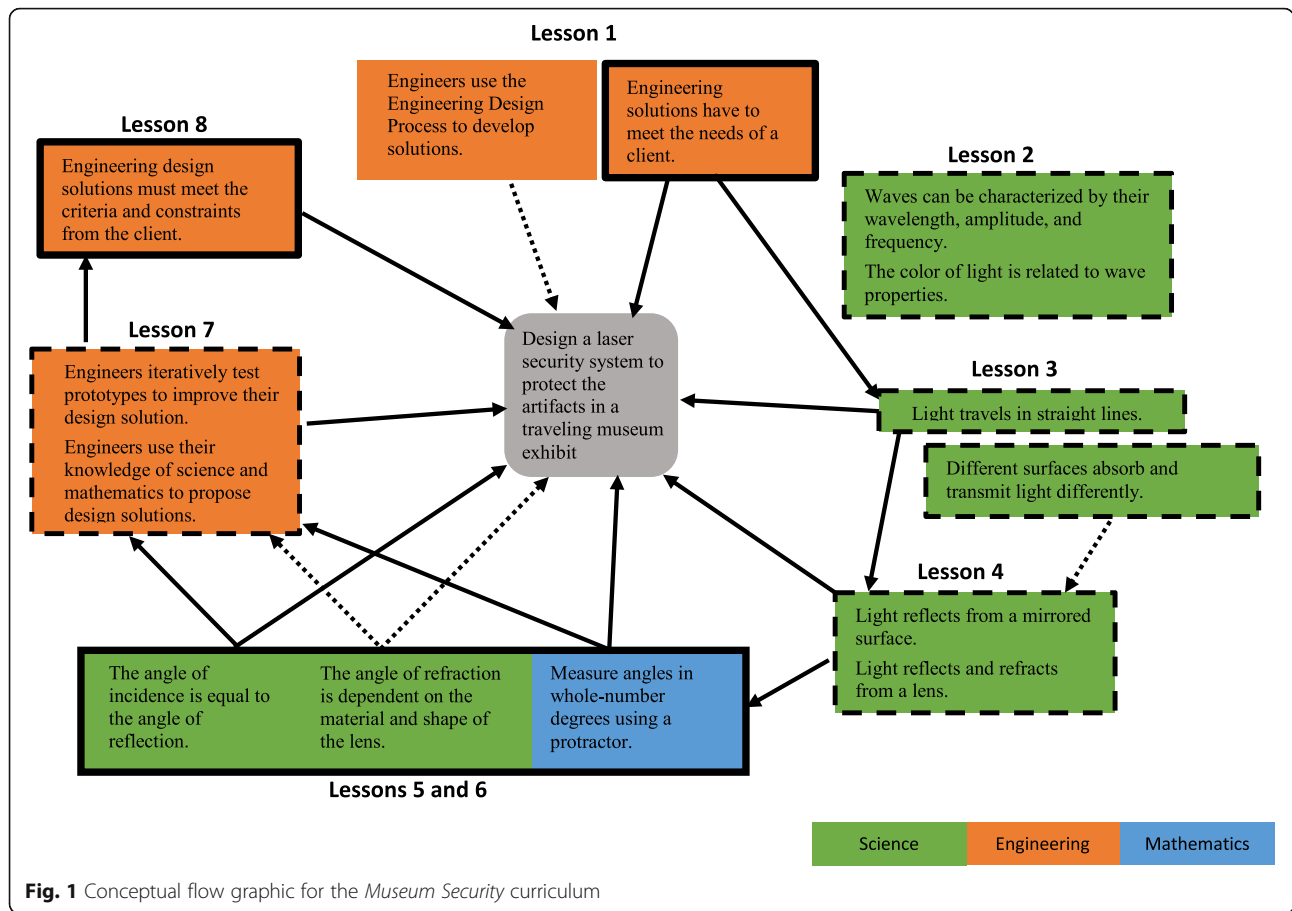 Lesson 1
Engineers use the
Engineering Design
Process to develop
solutions.
Engineering
solutions have to
meet the needs of a
client.
Lesson 8
Engineering design
solutions must meet the
criteria and constraints
from the client.
Lesson 2
Waves can be characterized by their
wavelength, amplitude, and
frequency.
The color of light is related to wave
properties.
Lesson 7
Engineers iteratively test
prototypes to improve their
design solution.
Engineers use their
knowledge of science and
mathematics to propose
design solutions.
Design a laser
security system to
protect the
artifacts in a
traveling museum
exhibit
Lesson 3
Light travels in straight lines.
Different surfaces absorb and
transmit light differently.
Lesson 4
Light reflects from a mirrored
surface.
Light reflects and refracts
from a lens.
The angle of
incidence is equal to
the angle of
reflection.
The angle of refraction
is dependent on the
material and shape of
the lens.
Measure angles in
whole-number
degrees using a
protractor.
Lessons 5 and 6
Science
Engineering
Mathematics
Fig. 1 Conceptual flow graphic for the Museum Security curriculum